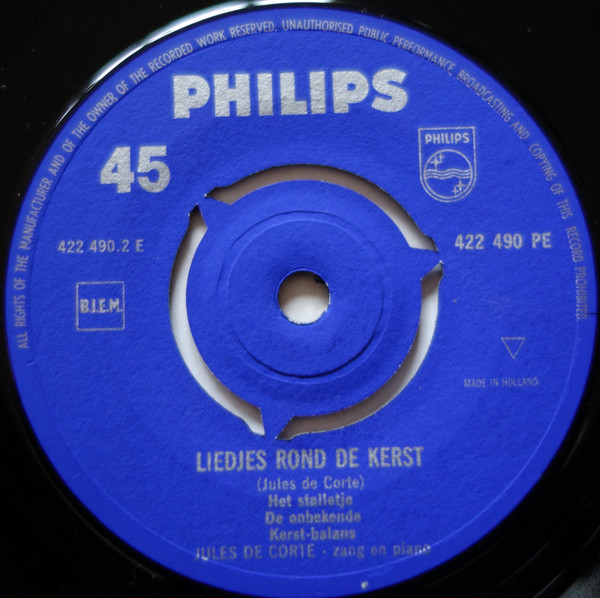 ALL RIGHTS OF THE MANUFACTURER AND OF THE OWNER OF THE RECORDED WORK RESERVED. UNAUTHORISED PUBLIC PERFORMANCE, BROADCASTING AND COPYING OF THIS RECORD PROHIBITED.
PHILIPS
45
PHILIPS
422 490.2 E
422 490 PE
B.I.E.M.
MADE IN HOLLAND
LIEDJES ROND DE KERST
(Jules de Corte)
Het stalletje
De onbekende
Kerst-balans
JULES DE CORTE - zang en piano